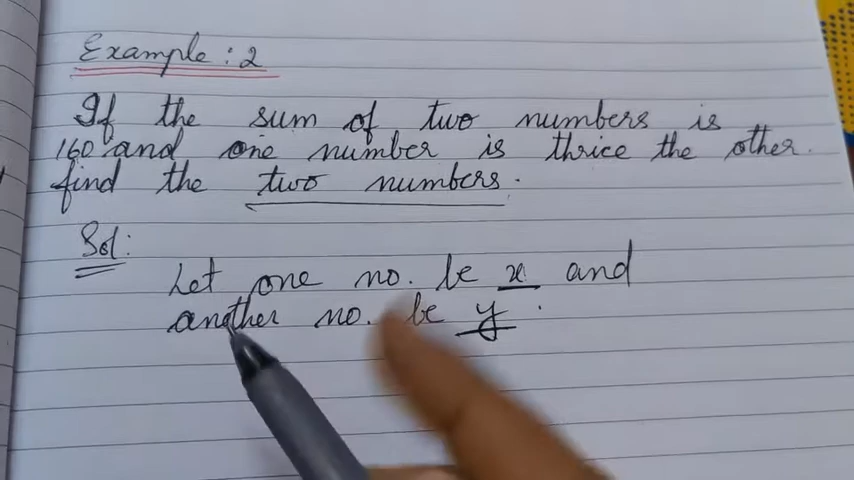 Example : 2
If the sum of two numbers is
160 and one number is thrice the other.
find the two numbers.
Sol:
Let one no. be x and
another no. be y.